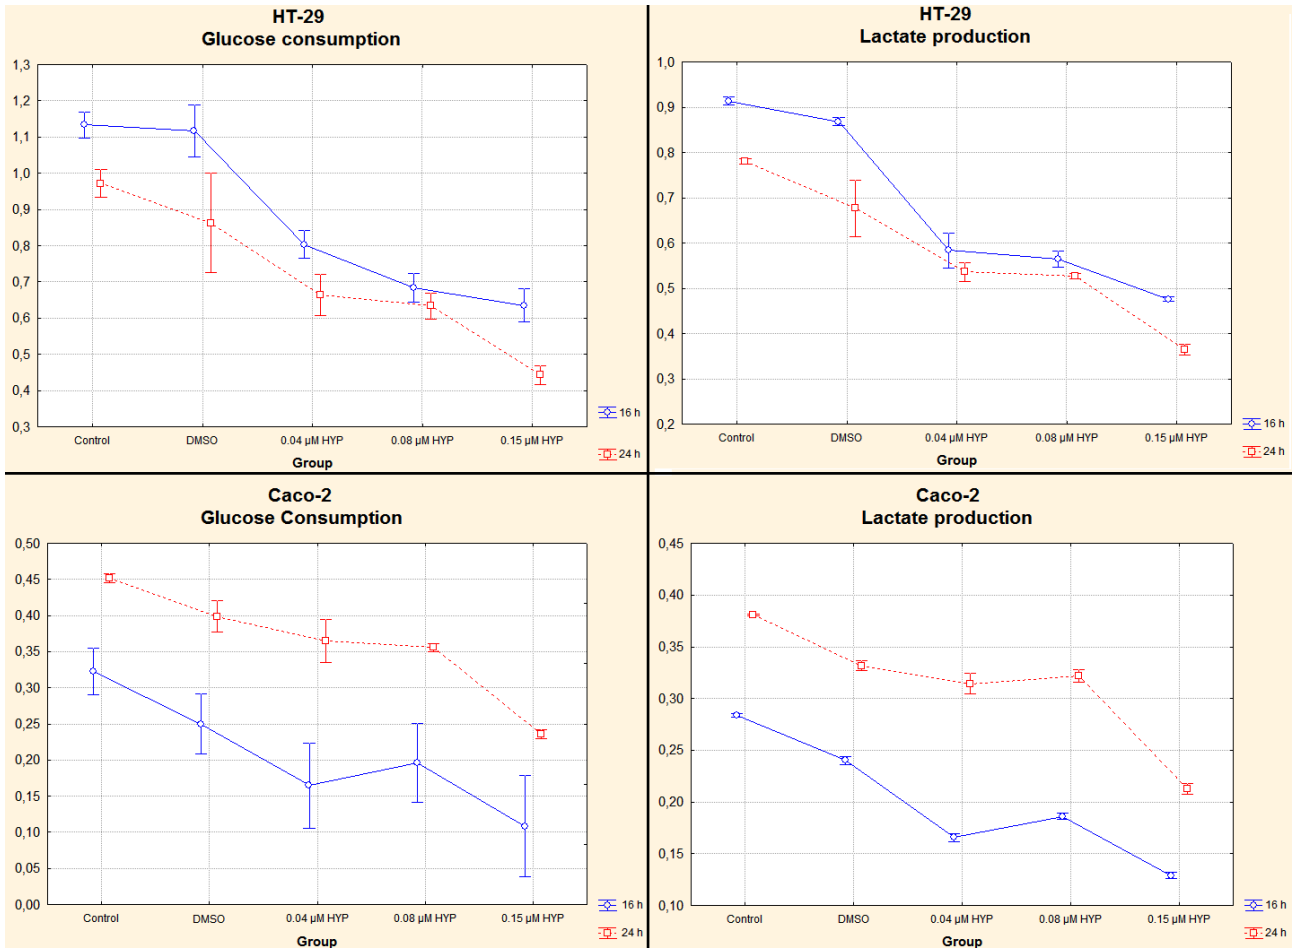 HT-29
Glucose consumption
1,3
1,2
1,1
1,0
0,9
0,8
0,7
0,6
0,5
0,4
0,3
Control DMSO 0.04 µM HYP 0.08 µM HYP 0.15 µM HYP
Group
16 h
24 h
HT-29
Lactate production
1,0
0,9
0,8
0,7
0,6
0,5
0,4
0,3
0,2
Control DMSO 0.04 µM HYP 0.08 µM HYP 0.15 µM HYP
Group
16 h
24 h
Caco-2
Glucose Consumption
0,50
0,45
0,40
0,35
0,30
0,25
0,20
0,15
0,10
0,05
0,00
Control DMSO 0.04 µM HYP 0.08 µM HYP 0.15 µM HYP
Group
16 h
24 h
Caco-2
Lactate production
0,45
0,40
0,35
0,30
0,25
0,20
0,15
0,10
Control DMSO 0.04 µM HYP 0.08 µM HYP 0.15 µM HYP
Group
16 h
24 h